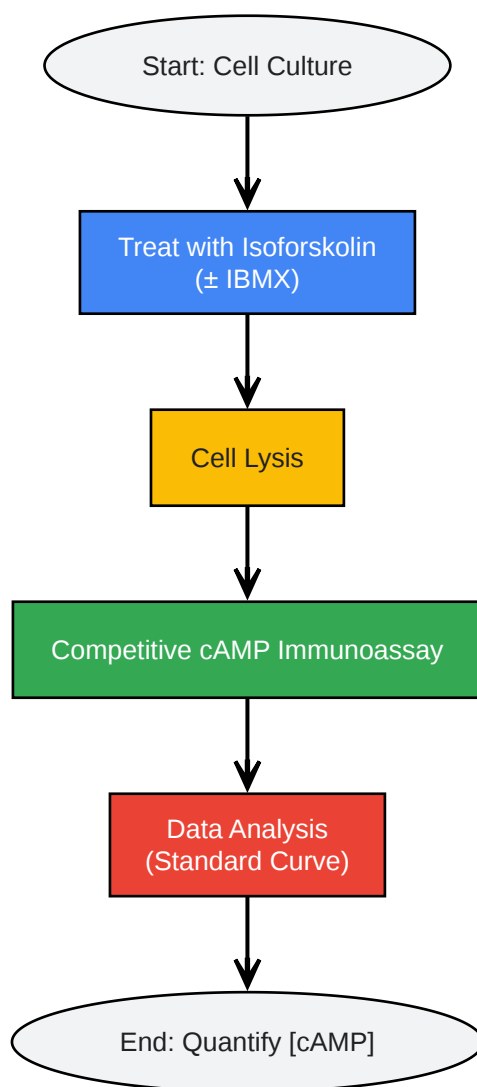 Start: Cell Culture
Treat with Isoforskolin
(± IBMX)
Cell Lysis
Competitive cAMP Immunoassay
Data Analysis
(Standard Curve)
End: Quantify [cAMP]